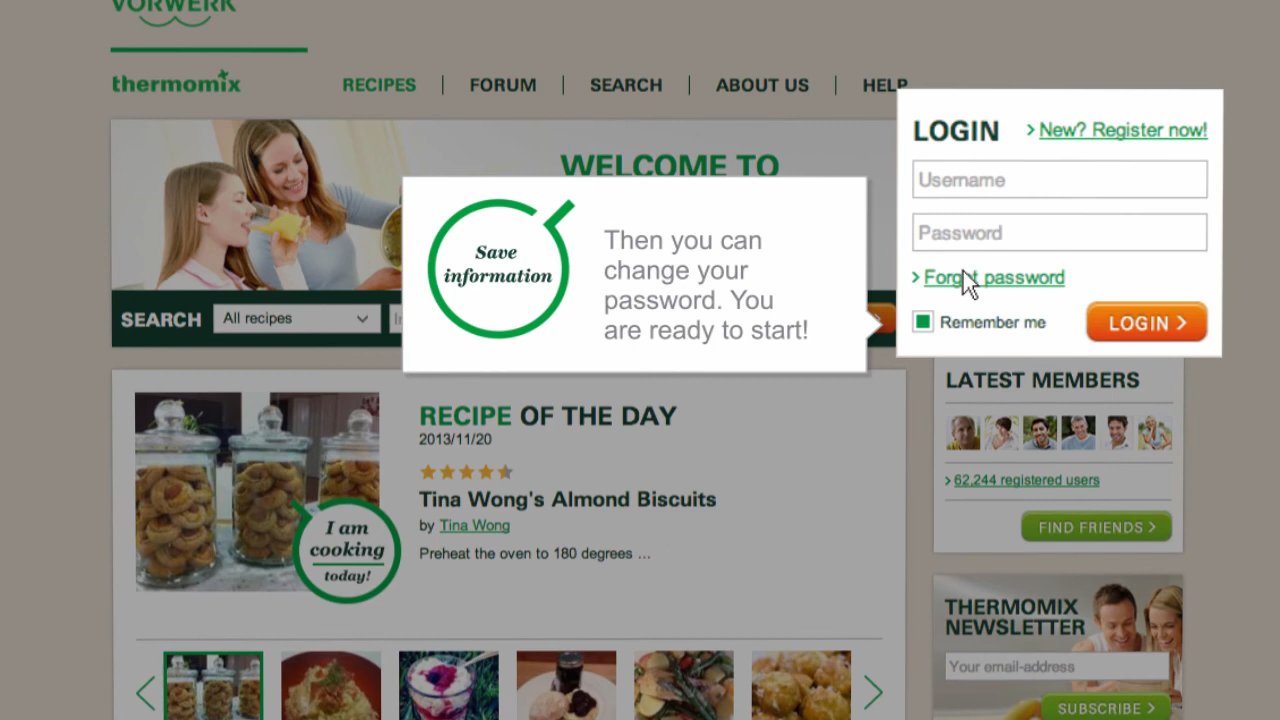 VORWERK
thermomix
RECIPES
FORUM
SEARCH
ABOUT US
HELP
LOGIN
> New? Register now!
Username
Password
> Forgot password
Remember me
LOGIN >
WELCOME TO
Save
information
Then you can
change your
password. You
are ready to start!
SEARCH
All recipes
RECIPE OF THE DAY
2013/11/20
Tina Wong's Almond Biscuits
by Tina Wong
Preheat the oven to 180 degrees ...
I am
cooking
today!
LATEST MEMBERS
> 62,244 registered users
FIND FRIENDS >
THERMOMIX
NEWSLETTER
Your email-address
SUBSCRIBE >